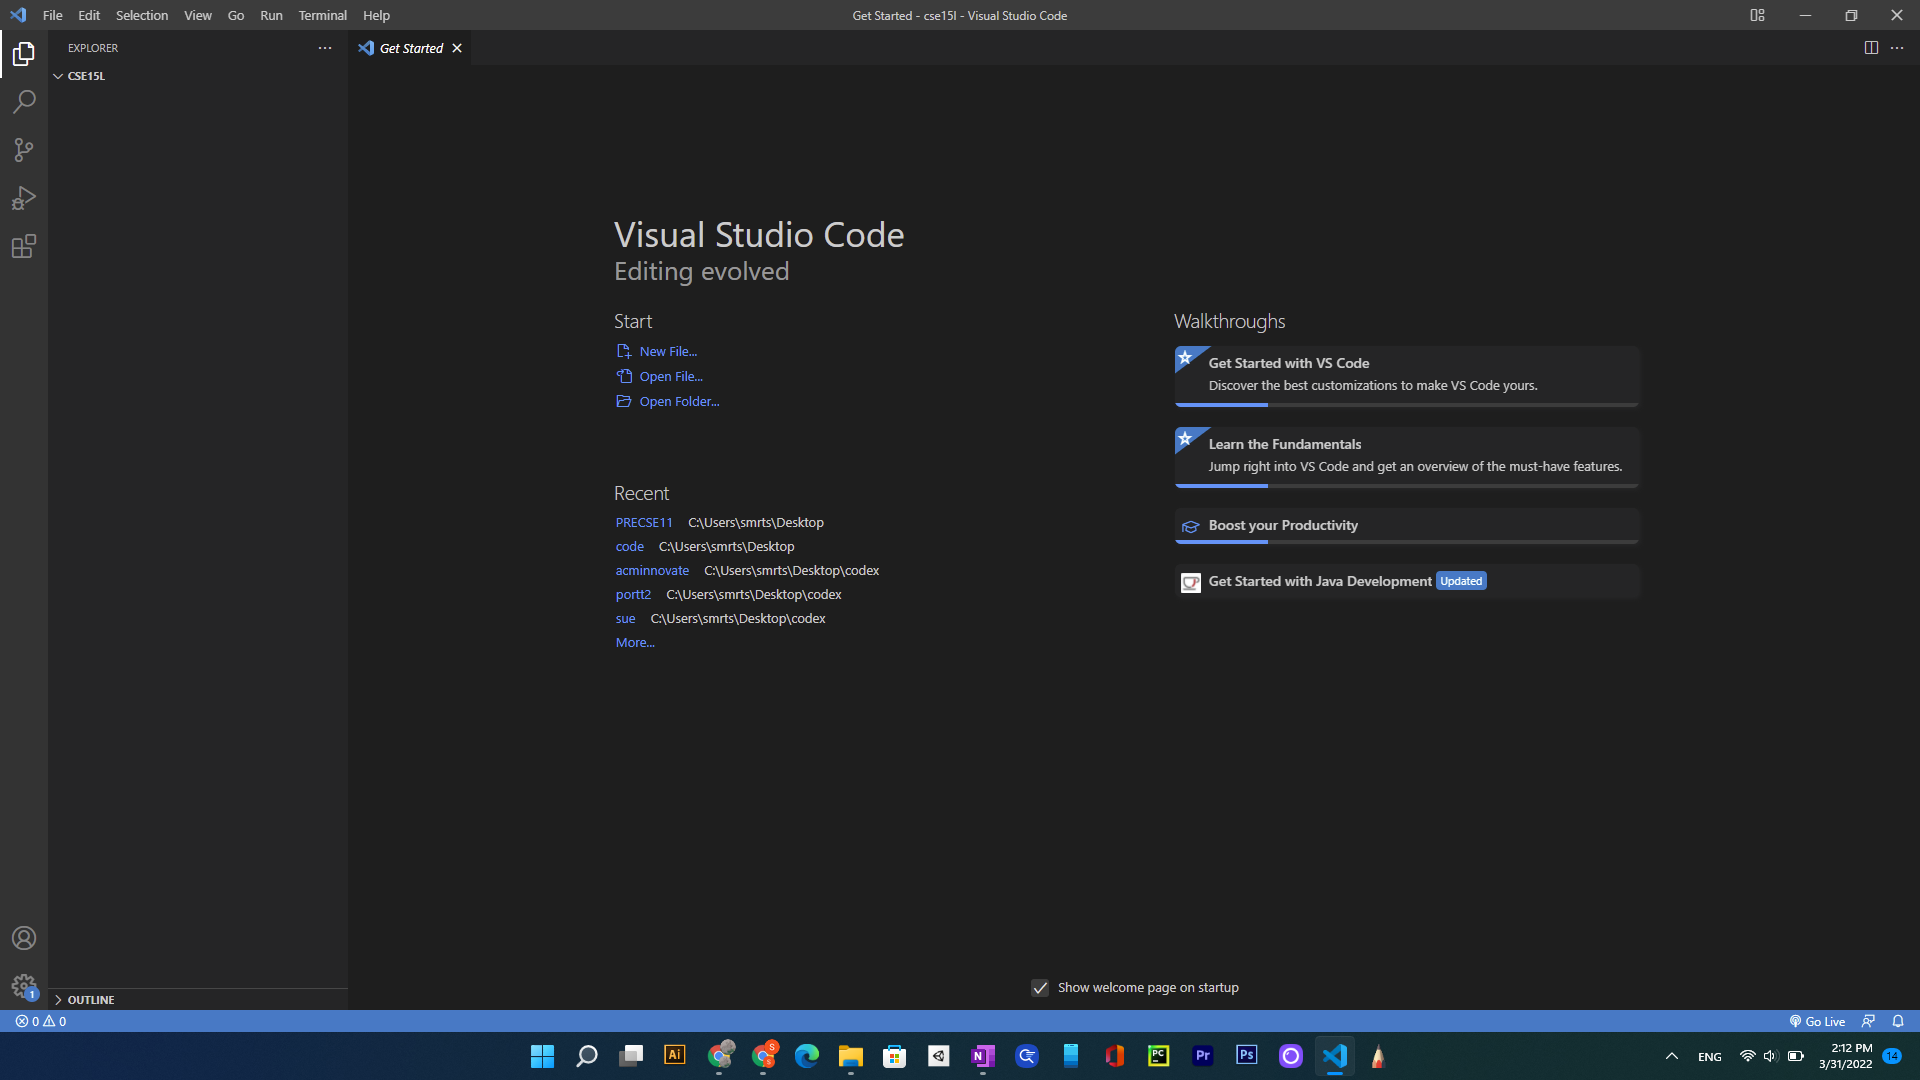 File Edit Selection View Go Run Terminal Help
Get Started - cse15l - Visual Studio Code
EXPLORER
Get Started
CSE15L
Visual Studio Code
Editing evolved
Start
New File...
Open File...
Open Folder...
Recent
PRECSE11 C:\Users\smrts\Desktop
code C:\Users\smrts\Desktop
acminnovate C:\Users\smrts\Desktop\codex
portt2 C:\Users\smrts\Desktop\codex
sue C:\Users\smrts\Desktop\codex
More...
Walkthroughs
Get Started with VS Code
Discover the best customizations to make VS Code yours.
Learn the Fundamentals
Jump right into VS Code and get an overview of the must-have features.
Boost your Productivity
Get Started with Java Development Updated
Show welcome page on startup
1
OUTLINE
0 0
Go Live
Ai
S
N
PC
Pr
Ps
ENG
2:12 PM
3/31/2022
14